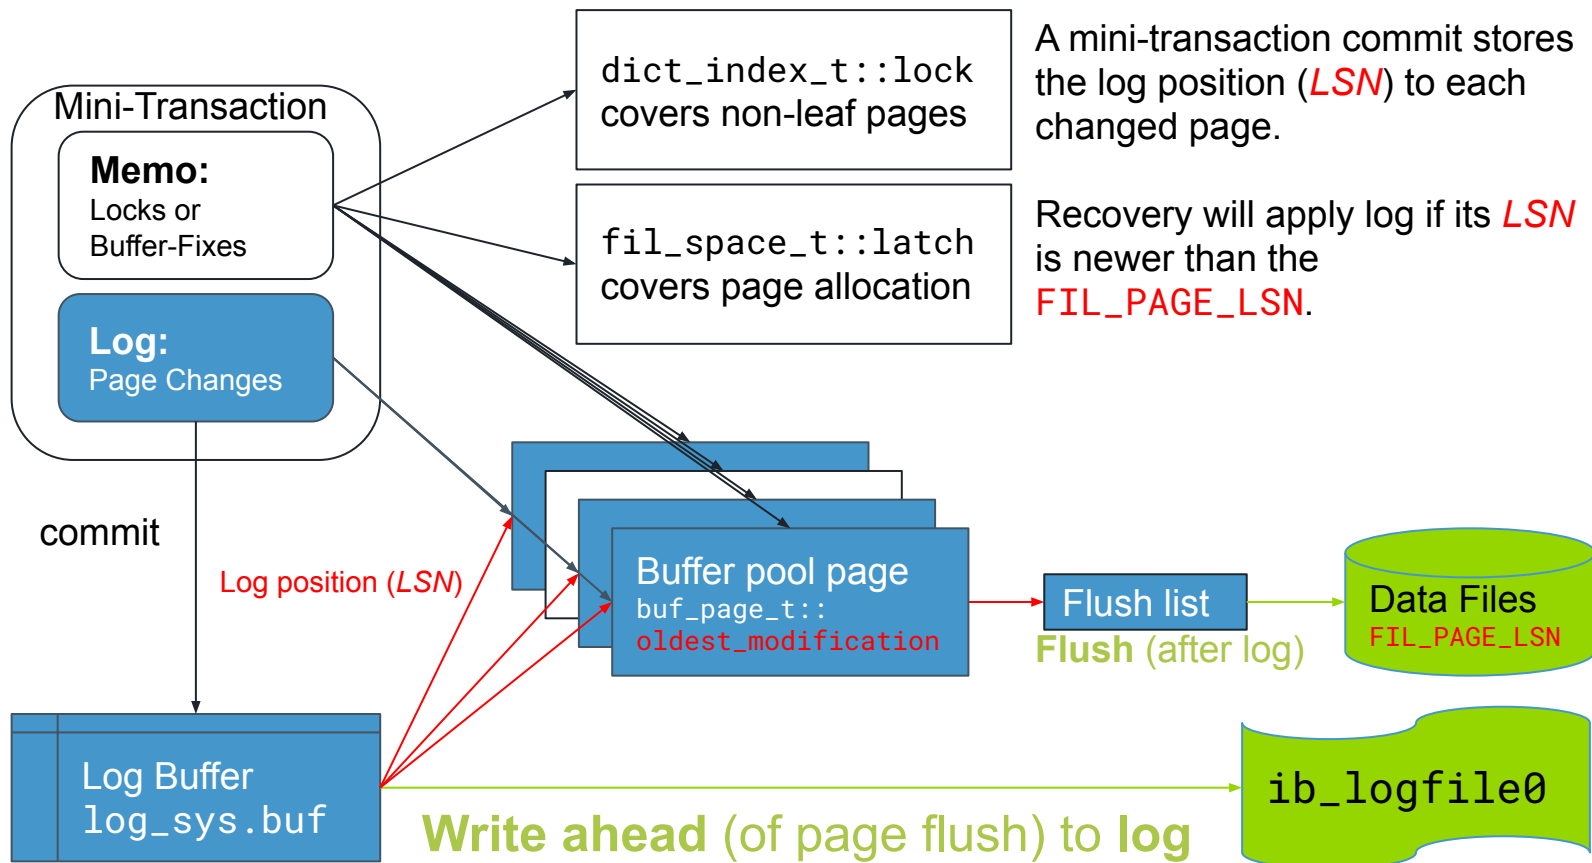 Mini-Transaction
Memo:
Locks or
Buffer-Fixes
Log:
Page Changes
dict_index_t::lock
covers non-leaf pages
fil_space_t::latch
covers page allocation
A mini-transaction commit stores
the log position (LSN) to each
changed page.
Recovery will apply log if its LSN
is newer than the
FIL_PAGE_LSN.
commit
Log position (LSN)
Buffer pool page
buf_page_t::
oldest_modification
Flush list
Flush (after log)
Data Files
FIL_PAGE_LSN
Log Buffer
log_sys.buf
Write ahead (of page flush) to log
ib_logfile0